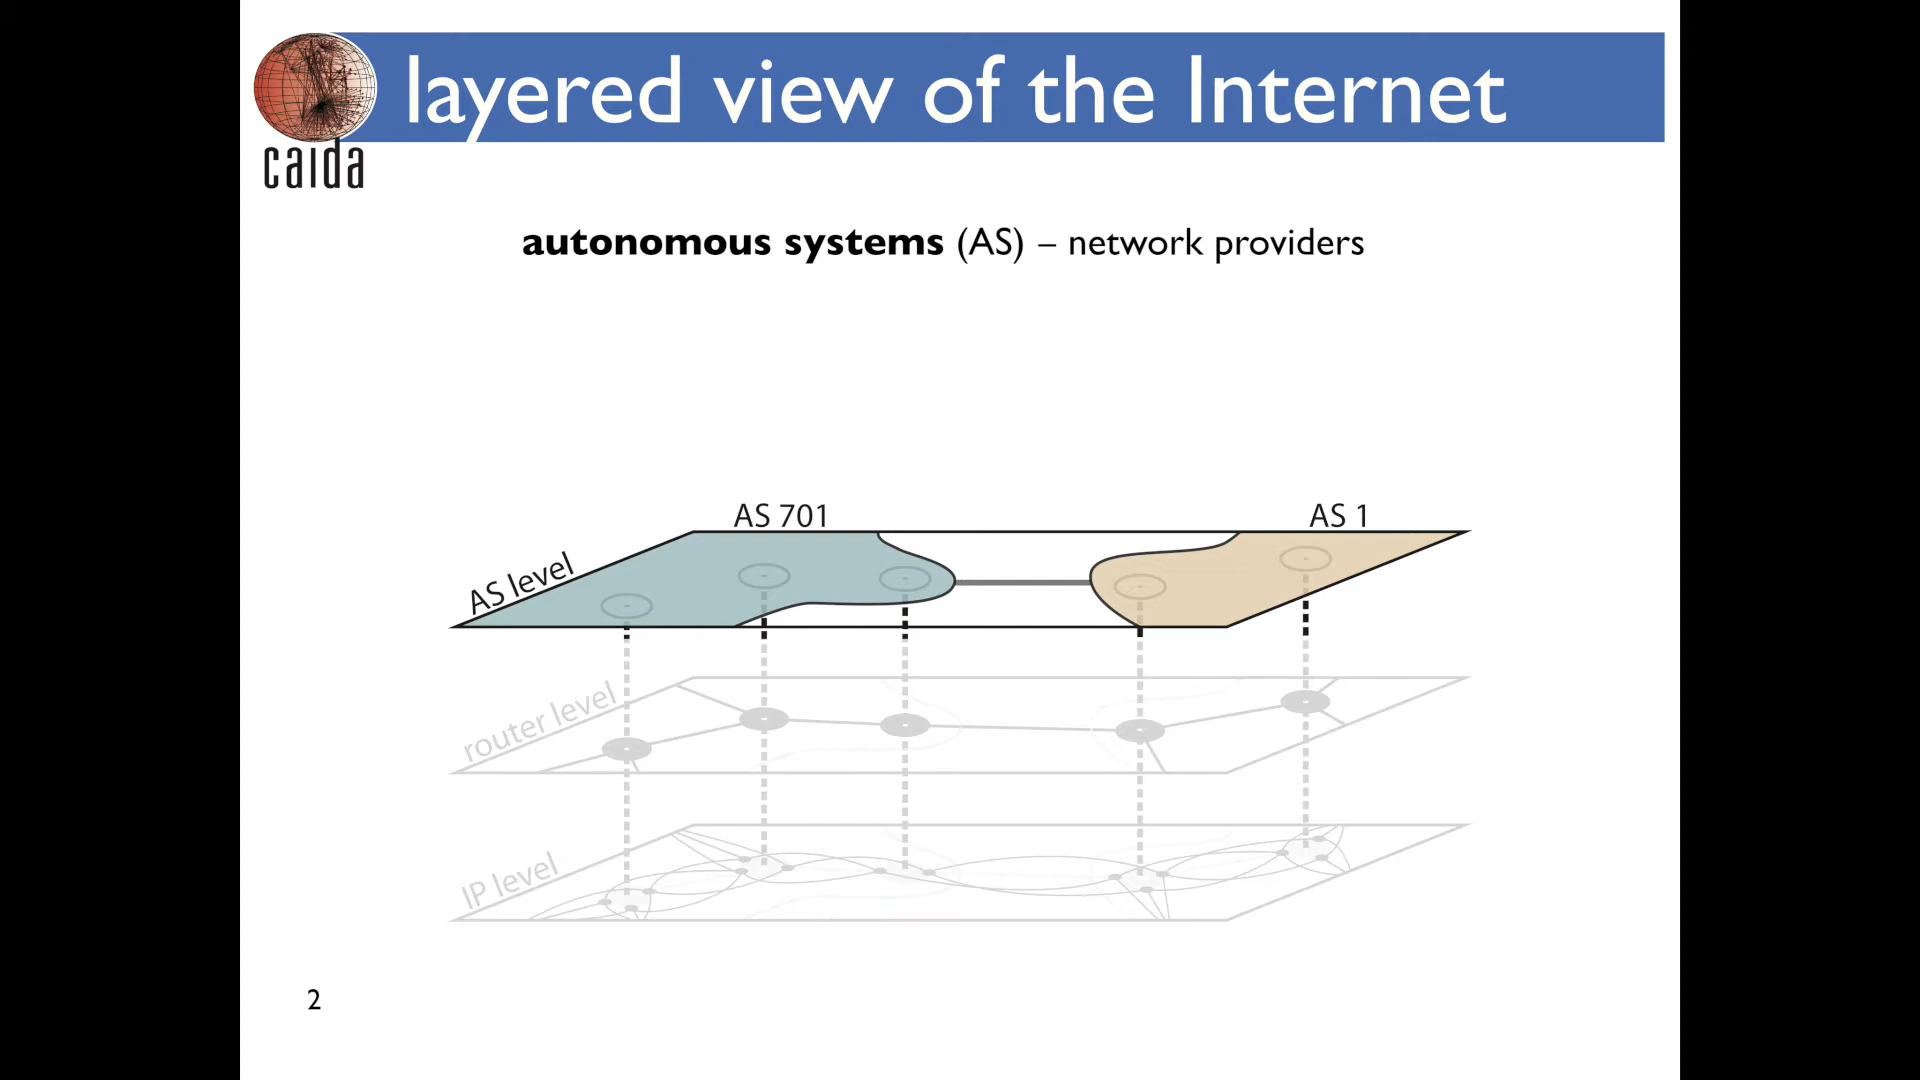 layered view of the Internet
caida
autonomous systems (AS) – network providers
AS 701
AS 1
AS level
router level
IP level
2